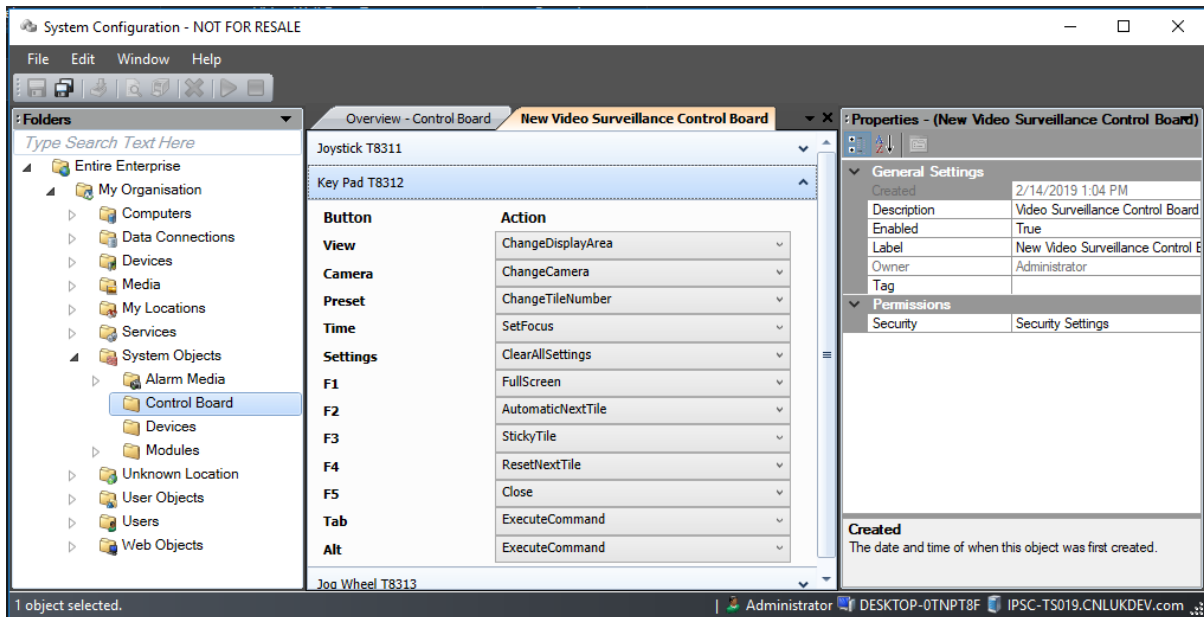 System Configuration - NOT FOR RESALE
File Edit Window Help
Folders
Type Search Text Here
Entire Enterprise
My Organisation
Computers
Data Connections
Devices
Media
My Locations
Services
System Objects
Alarm Media
Control Board
Devices
Modules
Unknown Location
User Objects
Users
Web Objects
Overview - Control Board New Video Surveillance Control Board
Joystick T8311
Key Pad T8312
Button Action
View ChangeDisplayArea
Camera ChangeCamera
Preset ChangeTileNumber
Time SetFocus
Settings ClearAllSettings
F1 FullScreen
F2 AutomaticNextTile
F3 StickyTile
F4 ResetNextTile
F5 Close
Tab ExecuteCommand
Alt ExecuteCommand
Jog Wheel T8313
Properties - (New Video Surveillance Control Board)
General Settings
Created 2/14/2019 1:04 PM
Description Video Surveillance Control Board
Enabled True
Label New Video Surveillance Control
Owner Administrator
Tag
Permissions
Security Security Settings
Created
The date and time of when this object was first created.
1 object selected. | Administrator DESKTOP-0TNPT8F IPSC-TS019.CNLUKDEV.com